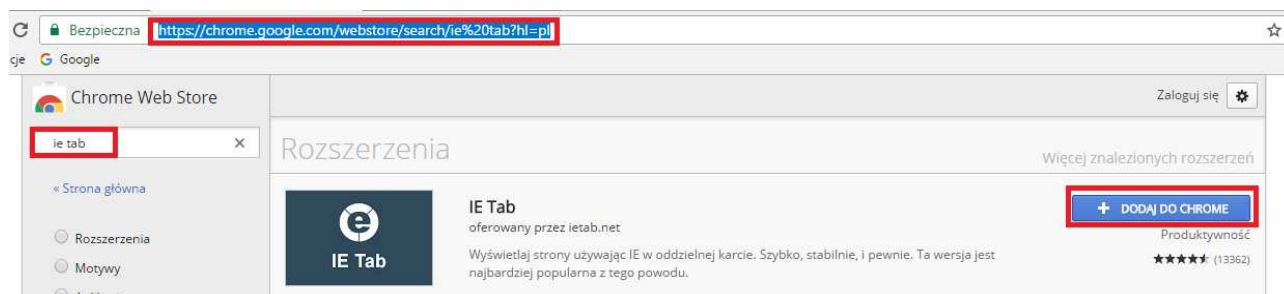 Bezpieczna https://chrome.google.com/webstore/search/ie%20tab?hl=pl
cje Google
Chrome Web Store
Zaloguj się
ie tab
Rozszerzenia
Więcej znalezionych rozszerzeń
« Strona główna
Rozszerzenia
Motywy
IE Tab
IE Tab
oferowany przez ietab.net
Wyświetlaj strony używając IE w oddzielnej karcie. Szybko, stabilnie, i pewnie. Ta wersja jest
najbardziej popularna z tego powodu.
+ DODAJ DO CHROME
Produktywność
(13362)